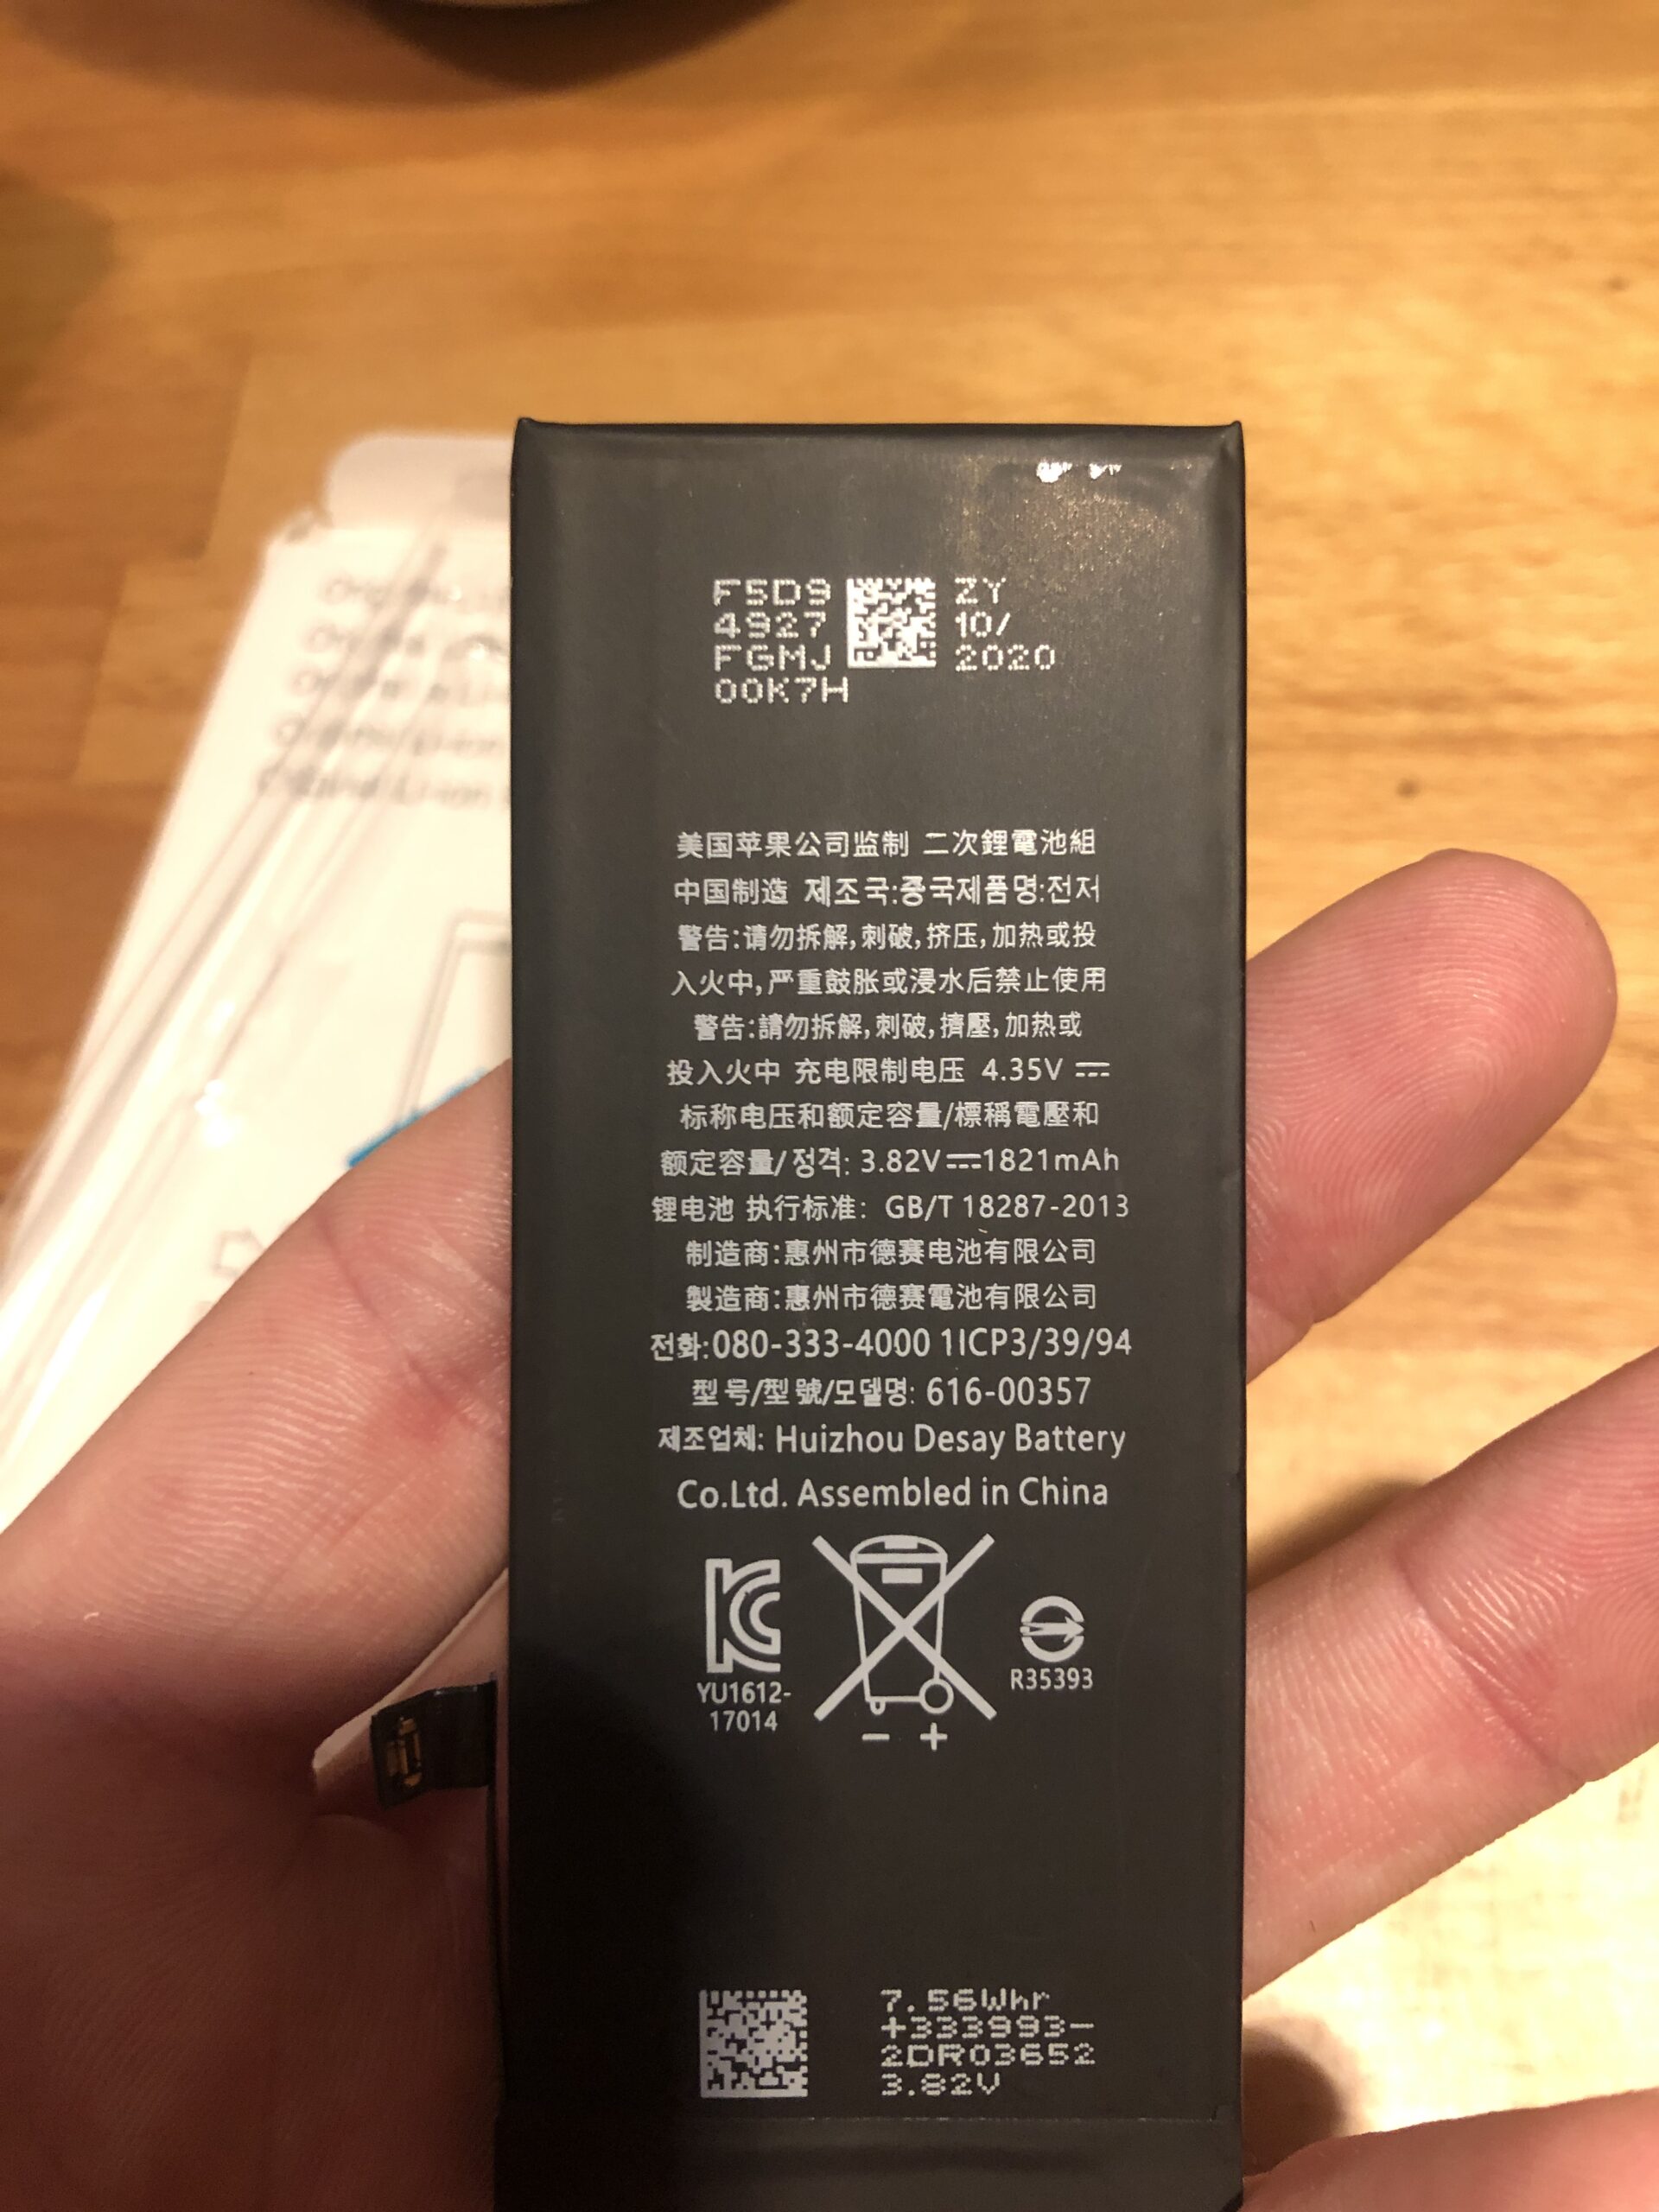 F5D9
4927
FGMJ
00K7H
ZY
10/
2020
美国苹果公司监制 二次鋰電池組
中国制造 제조국:중국제품명:전저
警告:请勿拆解,刺破,挤压,加热或投
入火中,严重鼓胀或浸水后禁止使用
警告:請勿拆解,刺破,擠壓,加热或
投入火中 充电限制电压 4.35V ⎓
标称电压和额定容量/標稱電壓和
额定容量/정격: 3.82V⎓1821mAh
锂电池 执行标准: GB/T 18287-2013
制造商:惠州市德赛电池有限公司
製造商:惠州市德赛電池有限公司
전화:080-333-4000 1ICP3/39/94
型号/型號/모델명: 616-00357
제조업체: Huizhou Desay Battery
Co.Ltd. Assembled in China
YU1612-
17014
R35393
− +
7.56Whr
+333993-
2DR03652
3.82V